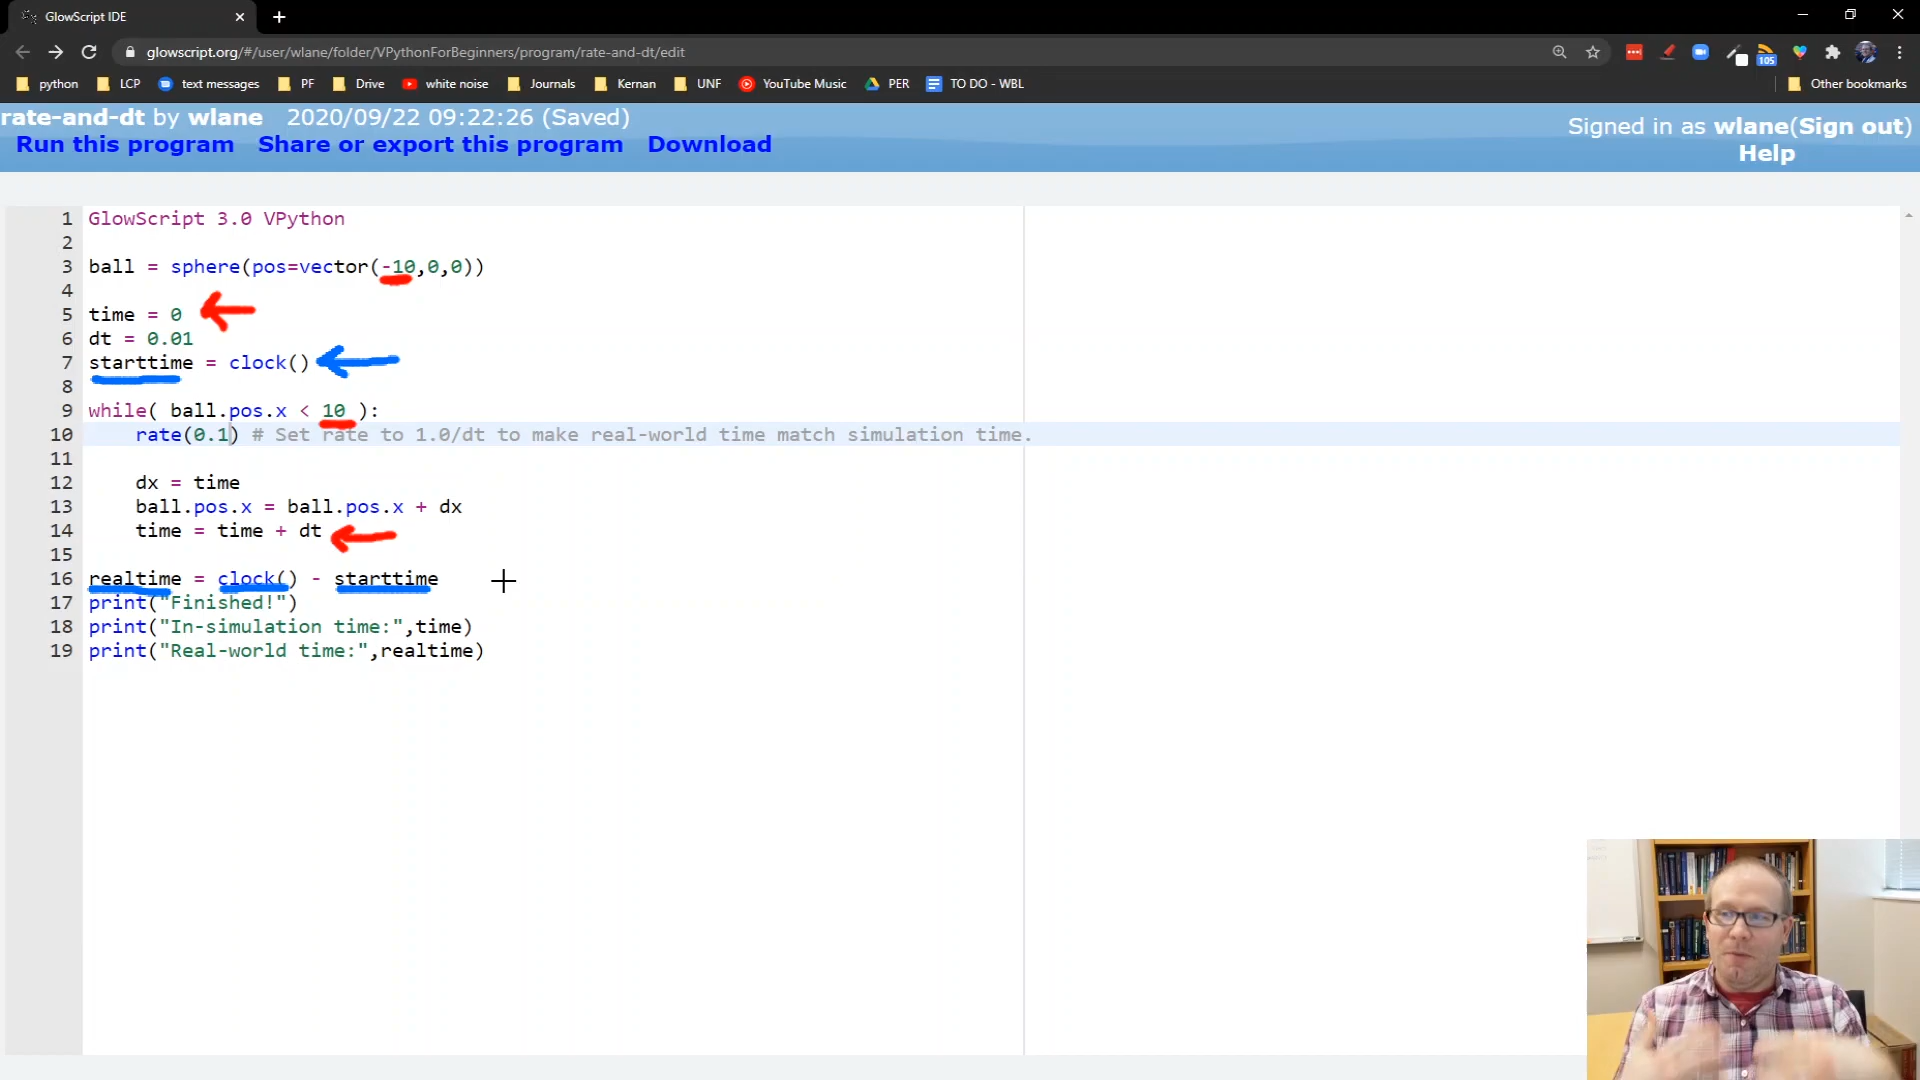 GlowScript IDE
glowscript.org/#/user/wlane/folder/VPythonForBeginners/program/rate-and-dt/edit
105
python LCP text messages PF Drive white noise Journals Kernan UNF YouTube Music PER TO DO - WBL Other bookmarks
rate-and-dt by wlane 2020/09/22 09:22:26 (Saved)
Signed in as wlane(Sign out)
Run this program Share or export this program Download
Help
1 GlowScript 3.0 VPython
2
3 ball = sphere(pos=vector(-10,0,0))
4
5 time = 0
6 dt = 0.01
7 starttime = clock()
8
9 while( ball.pos.x < 10 ):
10 rate(0.1) # Set rate to 1.0/dt to make real-world time match simulation time.
11
12 dx = time
13 ball.pos.x = ball.pos.x + dx
14 time = time + dt
15
16 realtime = clock() - starttime
17 print("Finished!")
18 print("In-simulation time:",time)
19 print("Real-world time:",realtime)